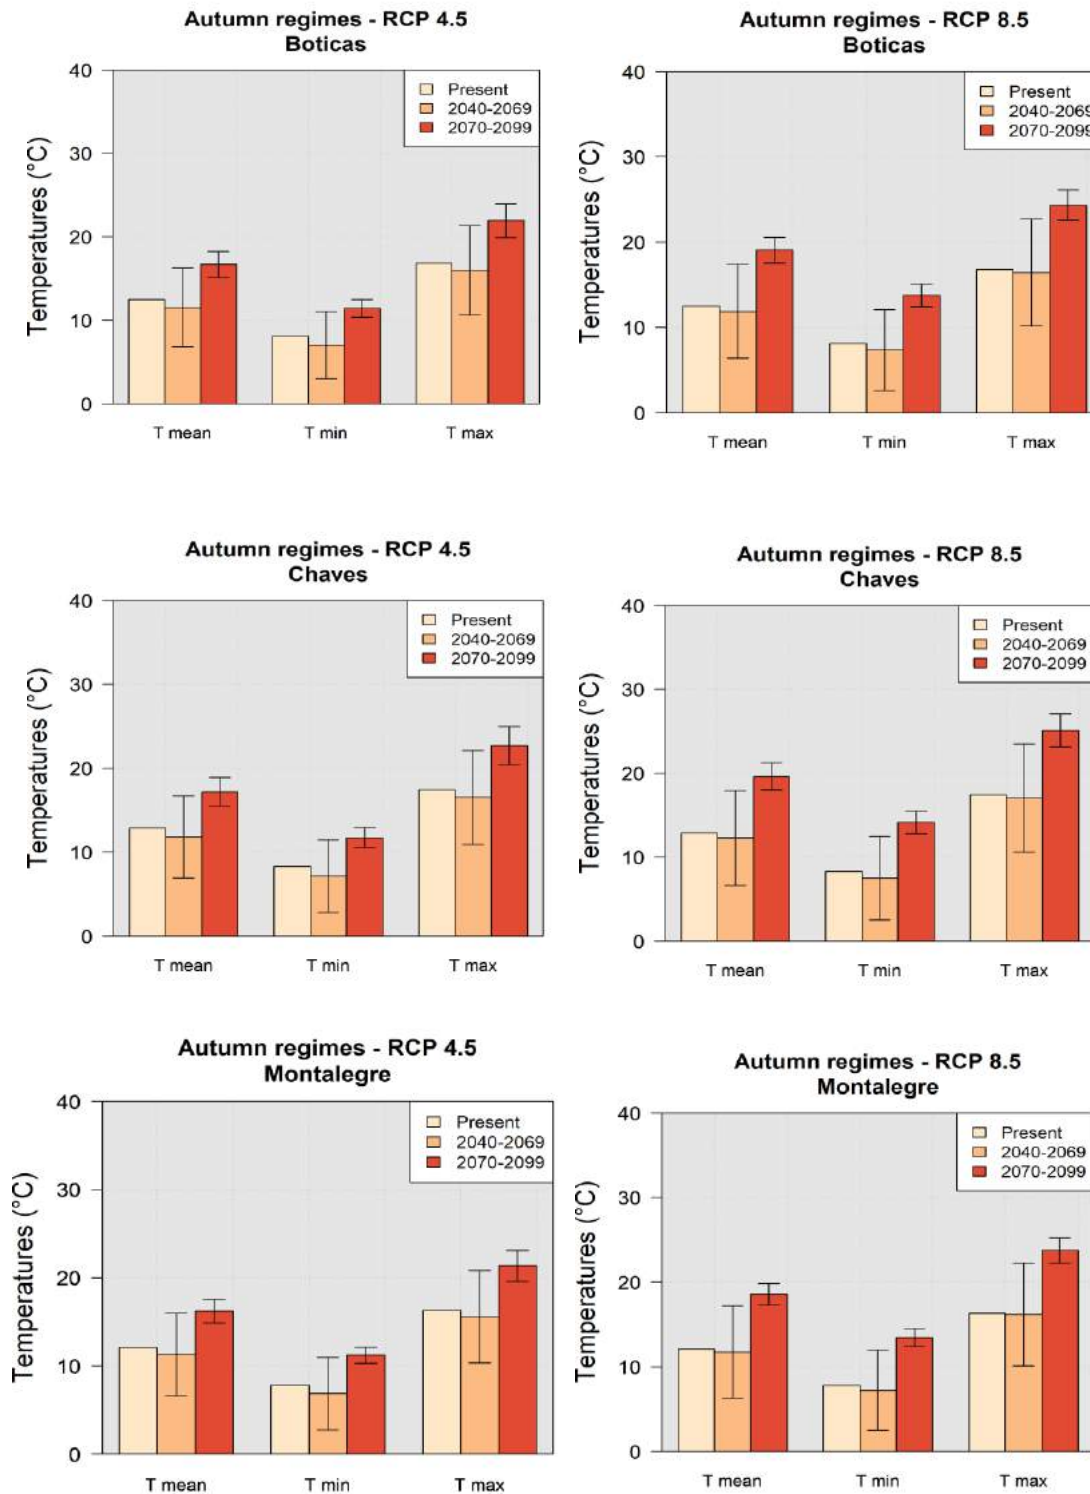 Autumn regimes - RCP 4.5
Boticas
Temperatures (°C)
40
30
20
10
0
Present
2040-2069
2070-2099
T mean
T min
T max
Autumn regimes - RCP 8.5
Boticas
Temperatures (°C)
40
30
20
10
0
Present
2040-2069
2070-2099
T mean
T min
T max
Autumn regimes - RCP 4.5
Chaves
Temperatures (°C)
40
30
20
10
0
Present
2040-2069
2070-2099
T mean
T min
T max
Autumn regimes - RCP 8.5
Chaves
Temperatures (°C)
40
30
20
10
0
Present
2040-2069
2070-2099
T mean
T min
T max
Autumn regimes - RCP 4.5
Montalegre
Temperatures (°C)
40
30
20
10
0
Present
2040-2069
2070-2099
T mean
T min
T max
Autumn regimes - RCP 8.5
Montalegre
Temperatures (°C)
40
30
20
10
0
Present
2040-2069
2070-2099
T mean
T min
T max